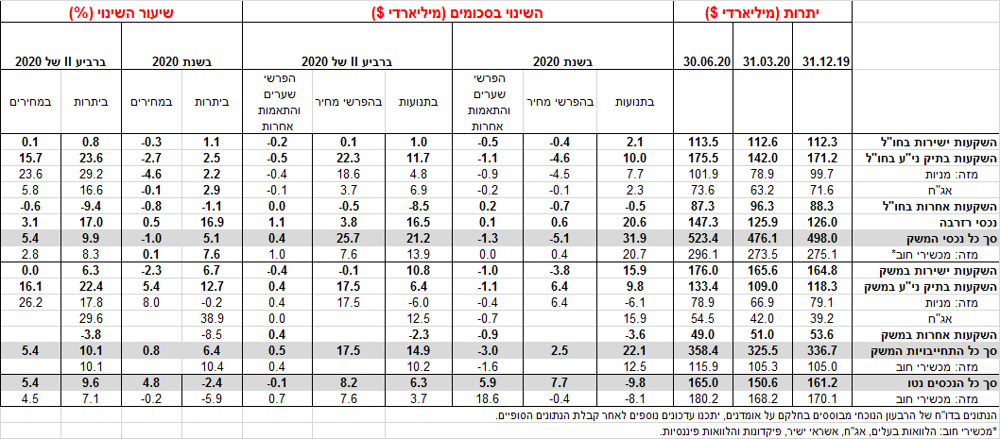 יתרות (מיליארדי $) השינוי בסכומים (מיליארדי $) שיעור השינוי (%)
31.12.19 31.03.20 30.06.20 בשנת 2020 ברביע II של 2020 בשנת 2020 ברביע II של 2020
בתנועות בהפרשי מחיר הפרשי שערים והתאמות אחרות בתנועות בהפרשי מחיר הפרשי שערים והתאמות אחרות ביתרות במחירים ביתרות במחירים
השקעות ישירות בחו"ל 112.3 112.6 113.5 2.1 -0.4 -0.5 1.0 0.1 -0.2 1.1 -0.3 0.8 0.1
השקעות בתיק ני"ע בחו"ל 171.2 142.0 175.5 10.0 -4.6 -1.1 11.7 22.3 -0.5 2.5 -2.7 23.6 15.7
מזה: מניות 99.7 78.9 101.9 7.7 -4.5 -0.9 4.8 18.6 -0.4 2.2 -4.6 29.2 23.6
אג"ח 71.6 63.2 73.6 2.3 -0.1 -0.2 6.9 3.7 -0.1 2.9 -0.1 16.6 5.8
השקעות אחרות בחו"ל 88.3 96.3 87.3 -0.5 -0.7 0.2 -8.5 -0.5 0.0 -1.1 -0.8 -9.4 -0.6
נכסי רזרבה 126.0 125.9 147.3 20.6 0.6 0.1 16.5 3.8 1.1 16.9 0.5 17.0 3.1
סך כל נכסי המשק 498.0 476.1 523.4 31.9 -5.1 -1.3 21.2 25.7 0.4 5.1 -1.0 9.9 5.4
מזה: מכשירי חוב* 275.1 273.5 296.1 20.7 0.4 0.0 13.9 7.6 1.0 7.6 0.1 8.3 2.8
השקעות ישירות במשק 164.8 165.6 176.0 15.9 -3.8 -1.0 10.8 -0.1 -0.4 6.7 -2.3 6.3 0.0
השקעות בתיק ני"ע במשק 118.3 109.0 133.4 9.8 6.4 -1.1 6.4 17.5 0.4 12.7 5.4 22.4 16.1
מזה: מניות 79.1 66.9 78.9 -6.1 6.4 -0.4 -6.0 17.5 0.4 -0.2 8.0 17.8 26.2
אג"ח 39.2 42.0 54.5 15.9 -0.7 12.5 0.0 38.9 29.6
השקעות אחרות במשק 53.6 51.0 49.0 -3.6 -0.9 -2.3 0.4 -8.5 -3.8
סך כל התחייבויות המשק 336.7 325.5 358.4 22.1 2.5 -3.0 14.9 17.5 0.5 6.4 0.8 10.1 5.4
מזה: מכשירי חוב 105.0 105.3 115.9 12.5 -1.6 10.2 0.4 10.4 10.1
סך כל הנכסים נטו 161.2 150.6 165.0 -9.8 7.7 5.9 6.3 8.2 -0.1 -2.4 4.8 9.6 5.4
מזה: מכשירי חוב 170.1 168.2 180.2 -8.1 -0.4 18.6 3.7 7.6 0.7 -5.9 -0.2 7.1 4.5
הנתונים בדו"ח של הרבעון הנוכחי מבוססים בחלקם על אומדנים, יתכנו עדכונים נוספים לאחר קבלת הנתונים הסופיים.
*מכשירי חוב: הלוואות בעלים, אג"ח, אשראי ישיר, פיקדונות והלוואות פיננסיות.